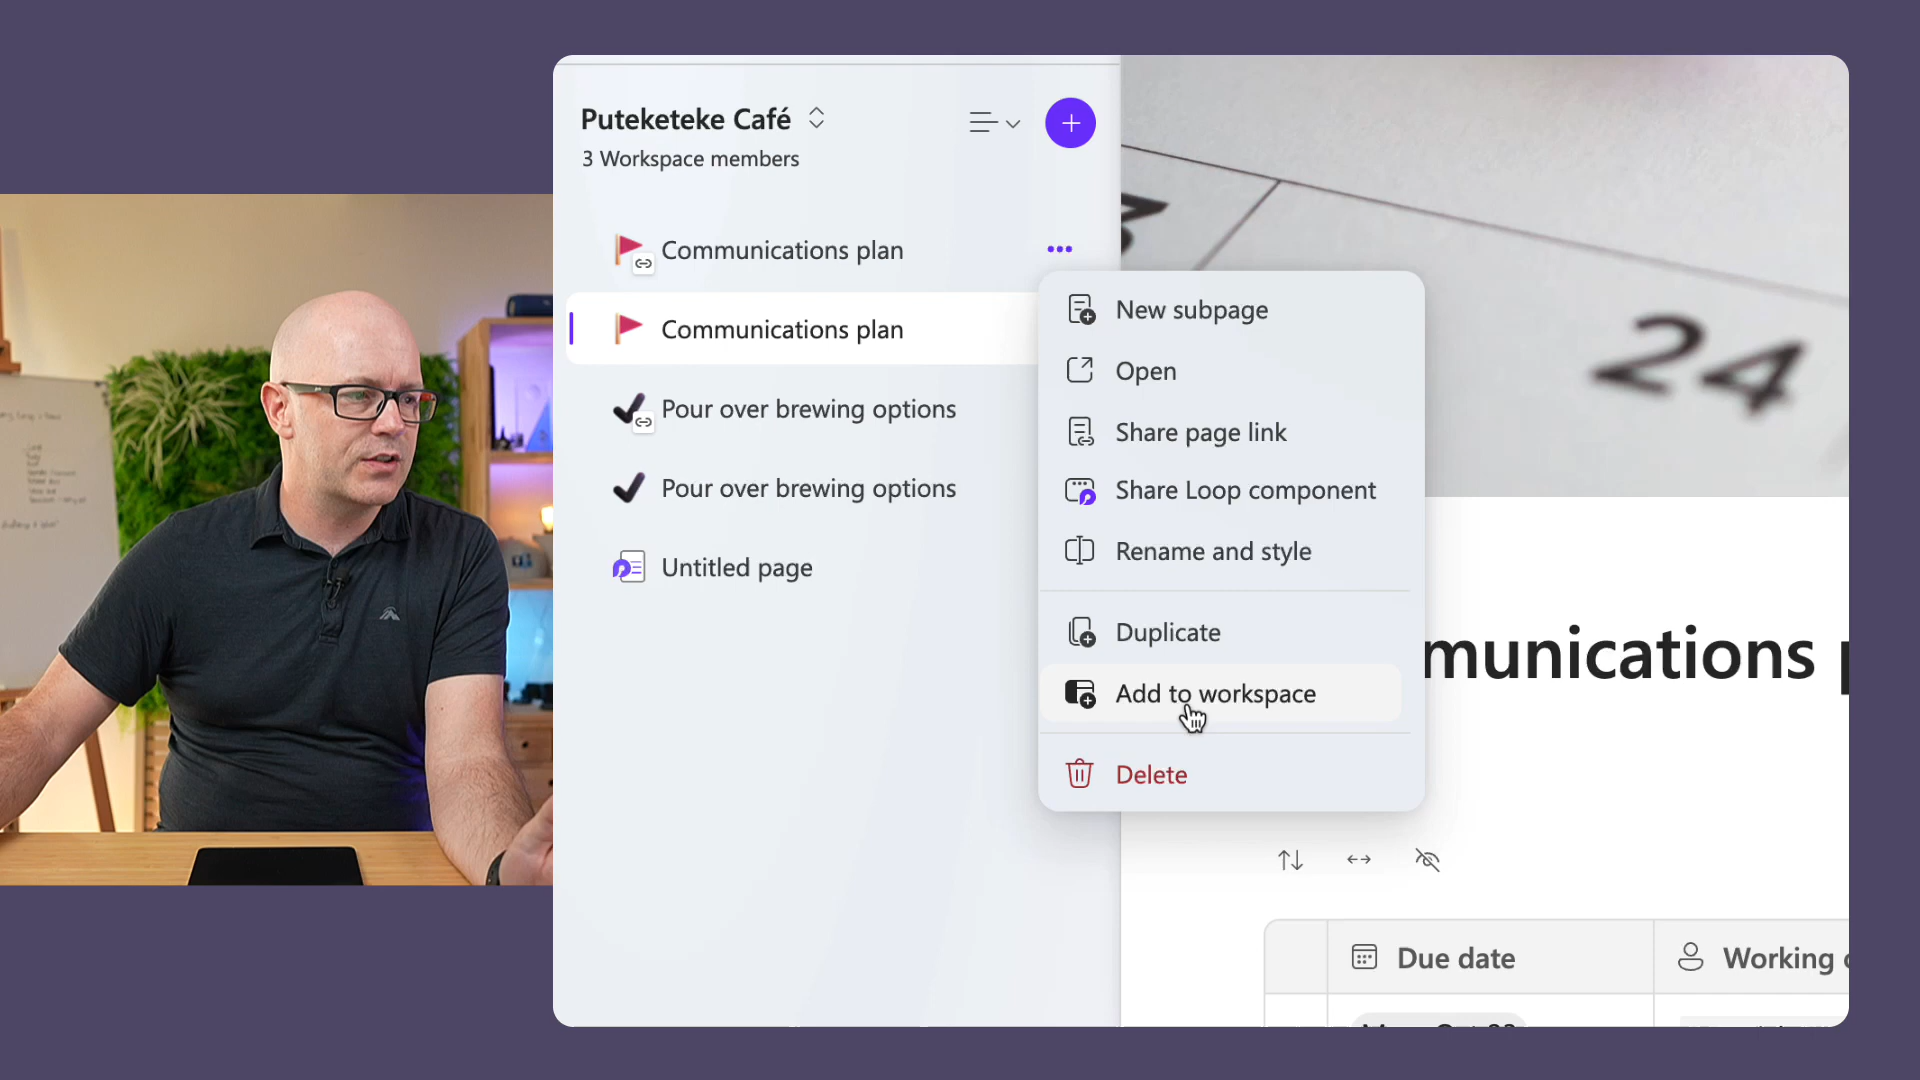 Puteketeke Café
3 Workspace members
Communications plan
Communications plan
Pour over brewing options
Pour over brewing options
Untitled page
New subpage
Open
Share page link
Share Loop component
Rename and style
Duplicate
Add to workspace
Delete
24
munications p
Due date
Working